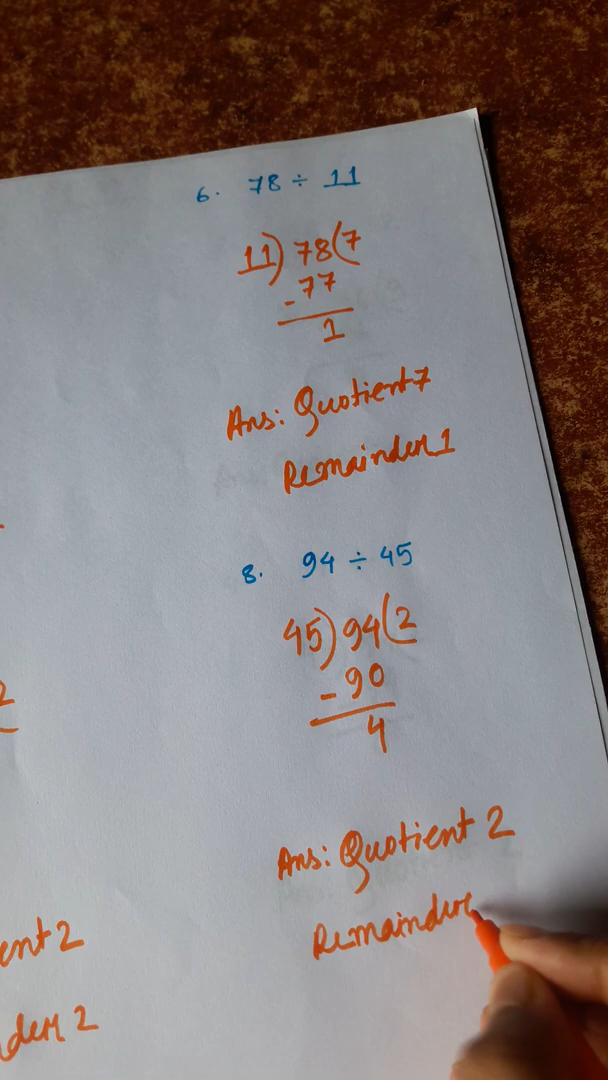 6. 78 ÷ 11
11) 78 (7
- 77
1
Ans: Quotient 7
Remainder 1
8. 94 ÷ 45
45) 94 (2
- 90
4
Ans: Quotient 2
Remainder
2
ent 2
der 2